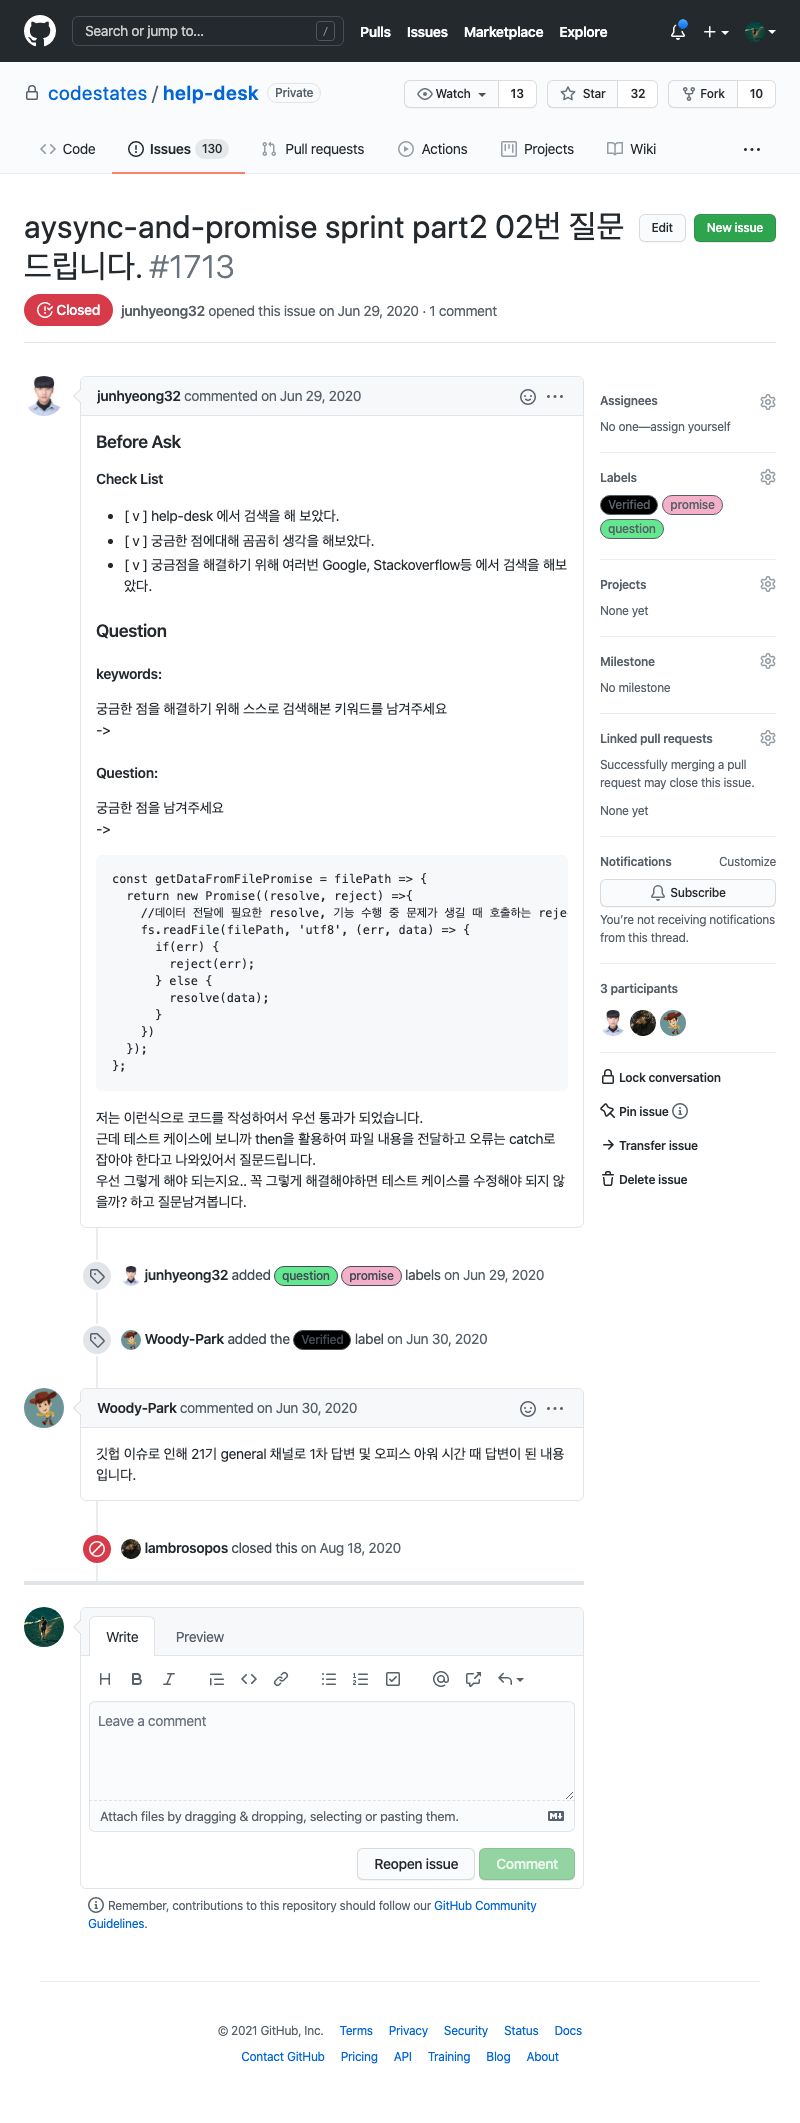 Search or jump to... /
Pulls Issues Marketplace Explore
codestates / help-desk Private
Watch 13 Star 32 Fork 10
Code Issues 130 Pull requests Actions Projects Wiki
aysync-and-promise sprint part2 02번 질문
드립니다. #1713
Edit New issue
Closed junhyeong32 opened this issue on Jun 29, 2020 · 1 comment
junhyeong32 commented on Jun 29, 2020
Before Ask
Check List
[ v ] help-desk 에서 검색을 해 보았다.
[ v ] 궁금한 점에대해 곰곰히 생각을 해보았다.
[ v ] 궁금점을 해결하기 위해 여러번 Google, Stackoverflow등 에서 검색을 해보
았다.
Question
keywords:
궁금한 점을 해결하기 위해 스스로 검색해본 키워드를 남겨주세요
->
Question:
궁금한 점을 남겨주세요
->
const getDataFromFilePromise = filePath => {
return new Promise((resolve, reject) =>{
//데이터 전달에 필요한 resolve, 기능 수행 중 문제가 생길 때 호출하는 reje
fs.readFile(filePath, 'utf8', (err, data) => {
if(err) {
reject(err);
} else {
resolve(data);
}
})
});
};
저는 이런식으로 코드를 작성하여서 우선 통과가 되었습니다.
근데 테스트 케이스에 보니까 then을 활용하여 파일 내용을 전달하고 오류는 catch로
잡아야 한다고 나와있어서 질문드립니다.
우선 그렇게 해야 되는지요.. 꼭 그렇게 해결해야하면 테스트 케이스를 수정해야 되지 않
을까? 하고 질문남겨봅니다.
junhyeong32 added question promise labels on Jun 29, 2020
Woody-Park added the Verified label on Jun 30, 2020
Woody-Park commented on Jun 30, 2020
깃헙 이슈로 인해 21기 general 채널로 1차 답변 및 오피스 아워 시간 때 답변이 된 내용
입니다.
lambrosopos closed this on Aug 18, 2020
Assignees
No one—assign yourself
Labels
Verified promise
question
Projects
None yet
Milestone
No milestone
Linked pull requests
Successfully merging a pull
request may close this issue.
None yet
Notifications Customize
Subscribe
You're not receiving notifications
from this thread.
3 participants
Lock conversation
Pin issue
Transfer issue
Delete issue
Write Preview
H B I
Leave a comment
Attach files by dragging & dropping, selecting or pasting them.
Reopen issue Comment
Remember, contributions to this repository should follow our GitHub Community
Guidelines.
© 2021 GitHub, Inc. Terms Privacy Security Status Docs
Contact GitHub Pricing API Training Blog About